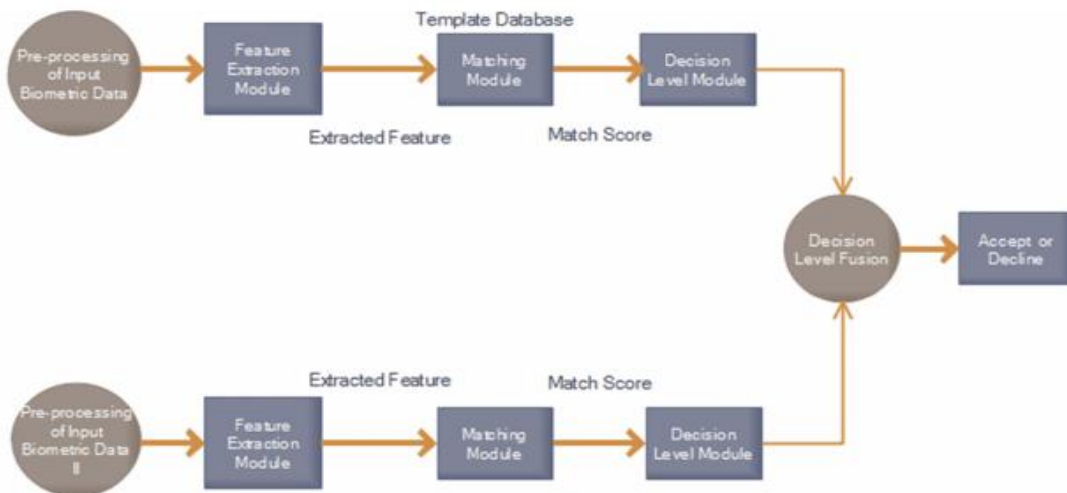 Template Database
Pre-processing
of Input
Biometric Data
Feature
Extraction
Module
Matching
Module
Decision
Level Module
Extracted Feature
Match Score
Decision
Level Fusion
Accept or
Decline
Extracted Feature
Match Score
Pre-processing
of Input
Biometric Data
II
Feature
Extraction
Module
Matching
Module
Decision
Level Module